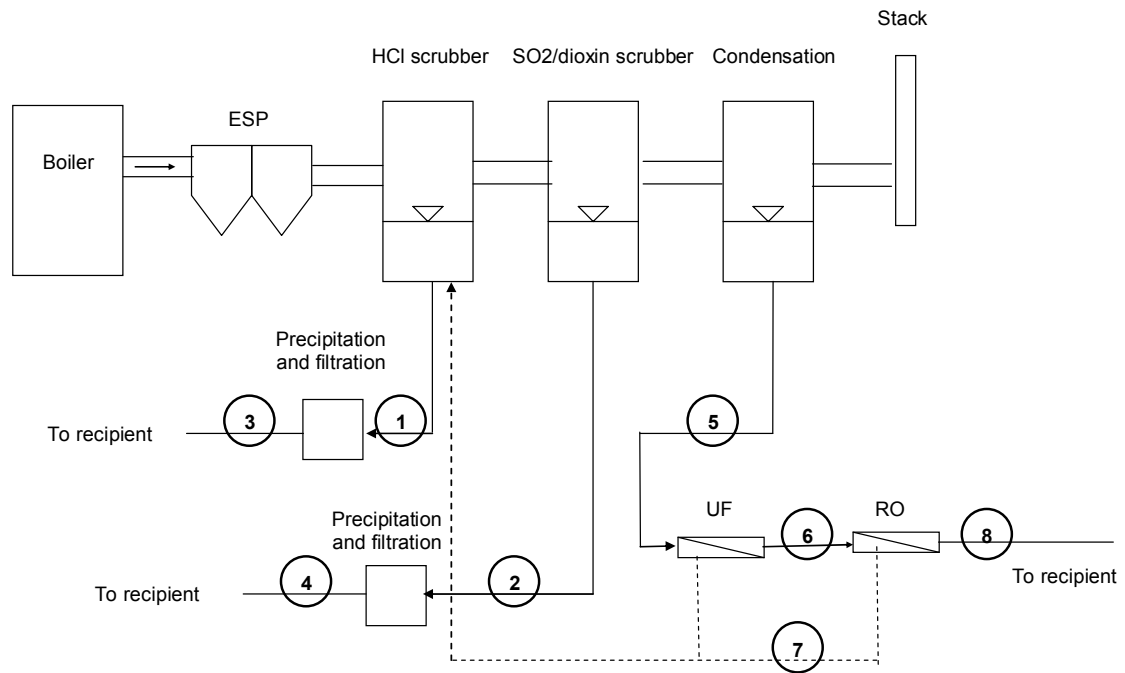 Stack
HCl scrubber
SO2/dioxin scrubber
Condensation
ESP
Boiler
Precipitation
and filtration
3
1
5
To recipient
Precipitation
and filtration
UF
RO
6
8
4
2
To recipient
To recipient
7